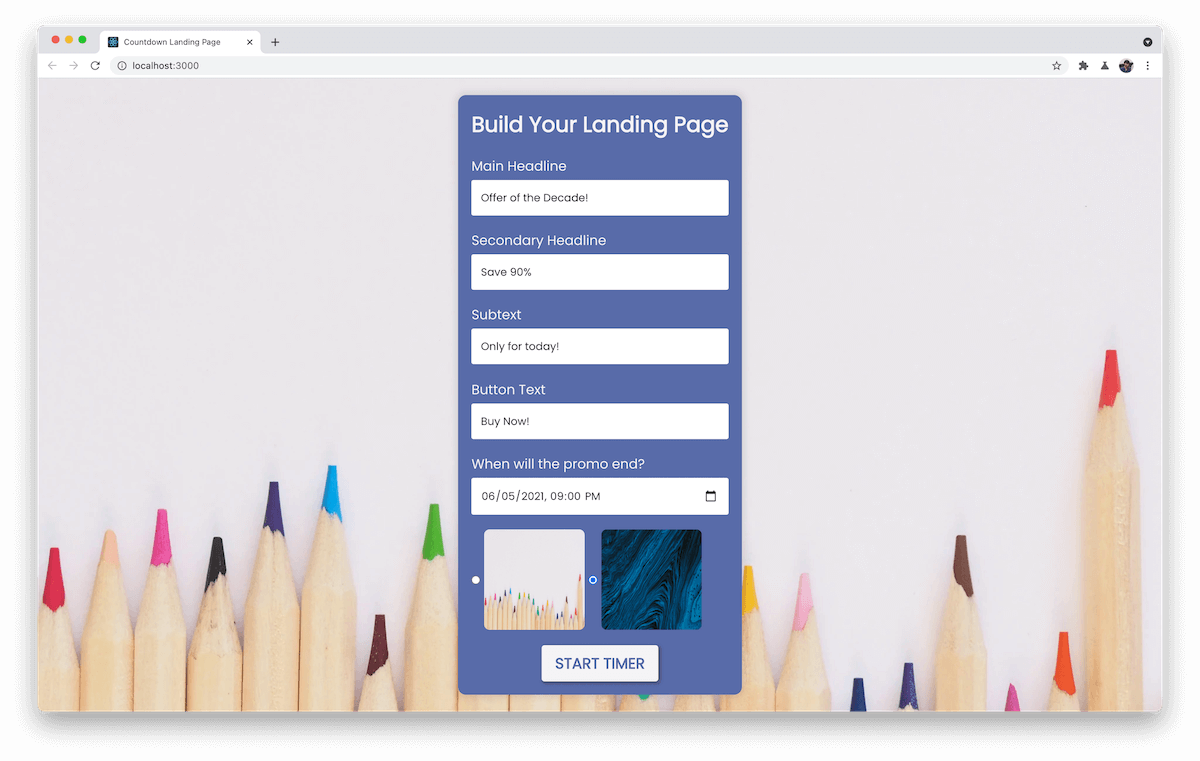 Countdown Landing Page
localhost:3000
Build Your Landing Page
Main Headline
Offer of the Decade!
Secondary Headline
Save 90%
Subtext
Only for today!
Button Text
Buy Now!
When will the promo end?
06/05/2021, 09:00 PM
START TIMER